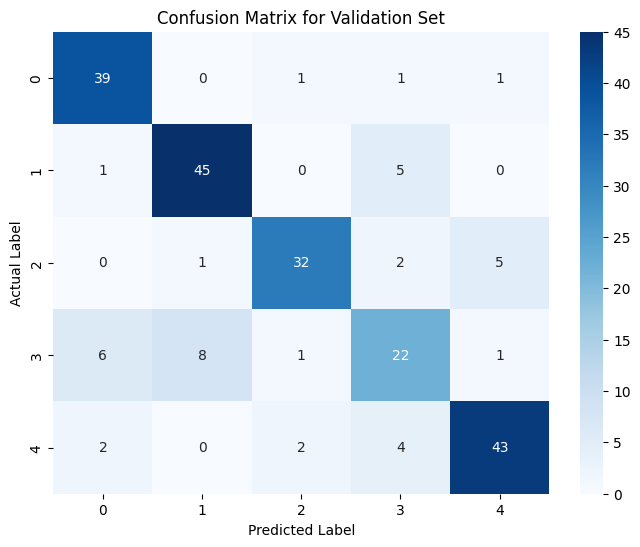 Confusion Matrix for Validation Set
Actual Label
0 39 0 1 1 1
1 1 45 0 5 0
2 0 1 32 2 5
3 6 8 1 22 1
4 2 0 2 4 43
0 1 2 3 4
Predicted Label
45
40
35
30
25
20
15
10
5
0